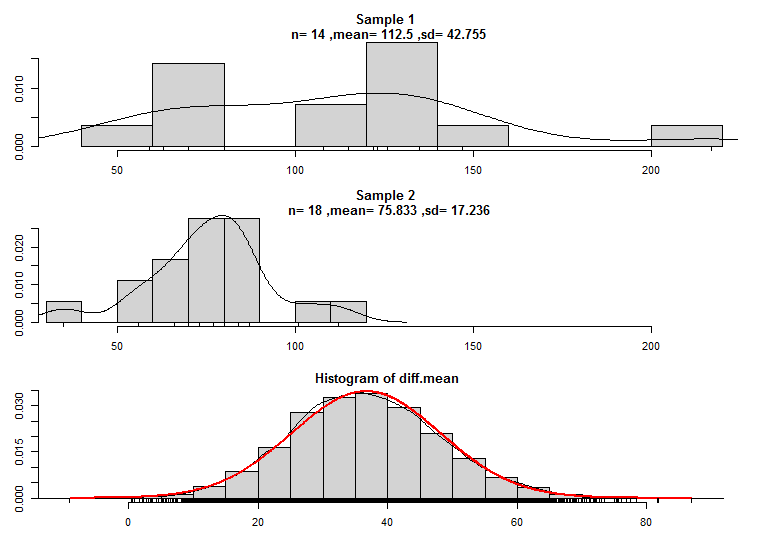 Sample 1
n= 14 ,mean= 112.5 ,sd= 42.755
0.010
0.000
50 100 150 200
Sample 2
n= 18 ,mean= 75.833 ,sd= 17.236
0.020
0.010
0.000
50 100 150 200
Histogram of diff.mean
0.030
0.015
0.000
0 20 40 60 80